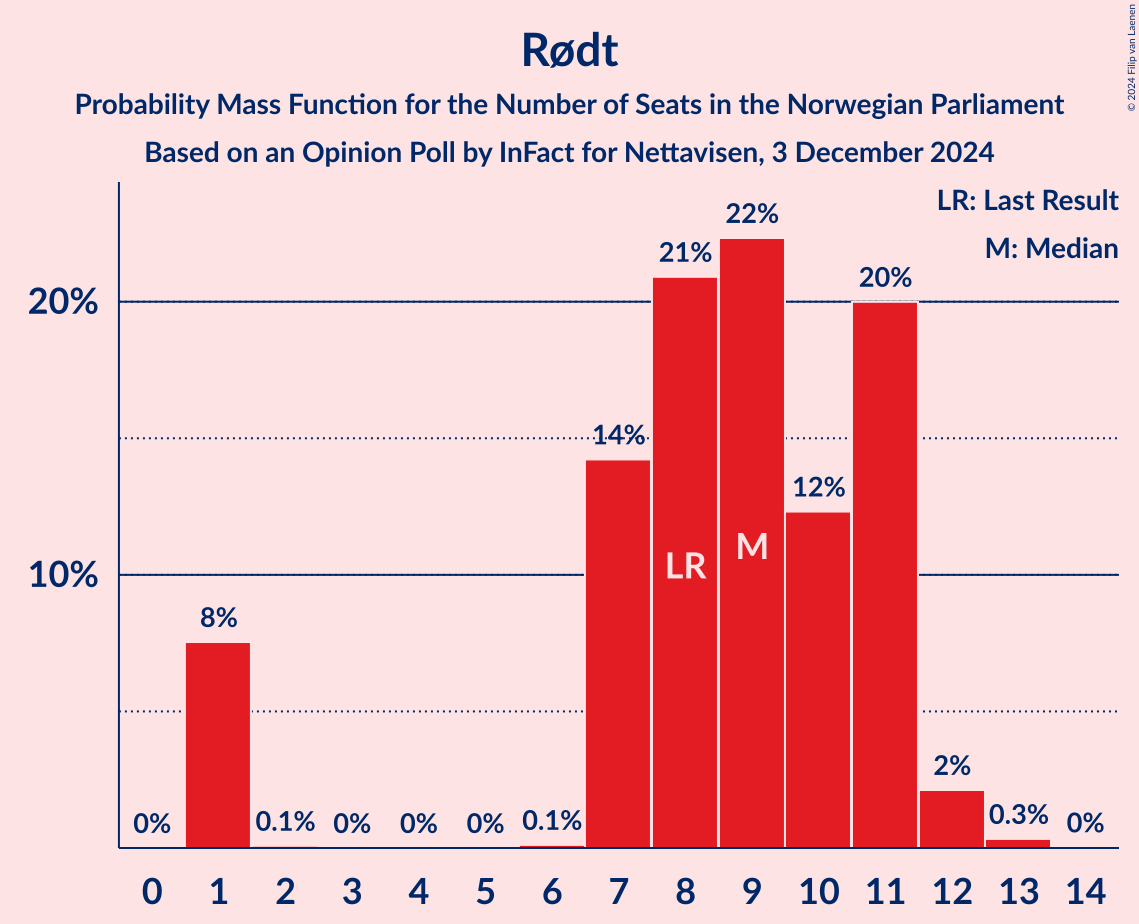 Rødt
Probability Mass Function for the Number of Seats in the Norwegian Parliament
Based on an Opinion Poll by InFact for Nettavisen, 3 December 2024
© 2024 Filip van Laenen
LR: Last Result
M: Median
20%
10%
0%
8%
0.1%
0%
0%
0%
0.1%
14%
21%
22%
12%
20%
2%
0.3%
0%
LR
M
0 1 2 3 4 5 6 7 8 9 10 11 12 13 14